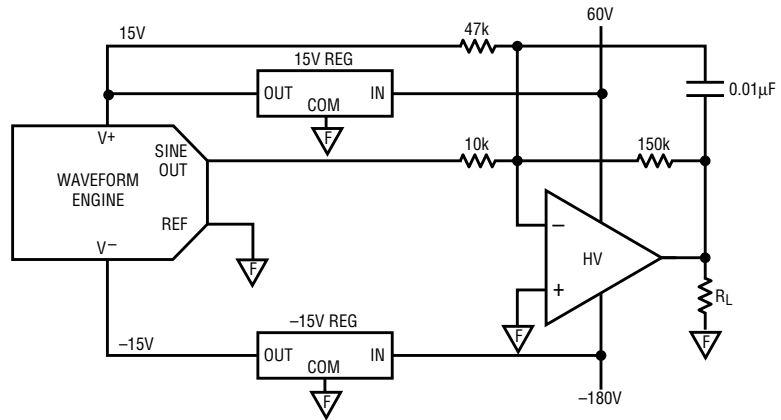 60V
15V
47k
15V REG
OUT
IN
COM
F
0.01µF
V+
SINE OUT
10k
150k
WAVEFORM ENGINE
REF
V−
F
−
HV
+
F
RL
F
−15V REG
−15V
OUT
IN
COM
F
−180V